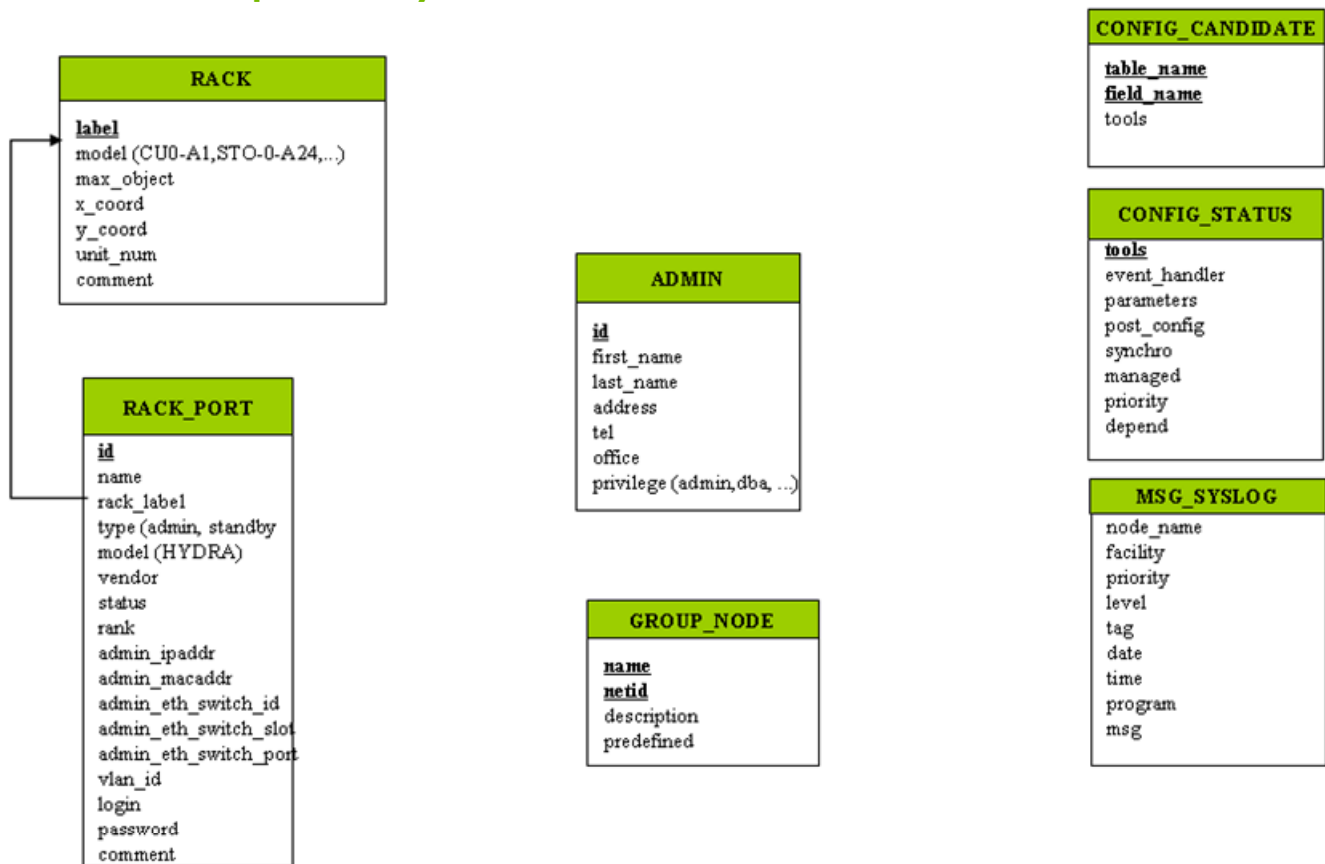 RACK
label
model (CU0-A1,STO-0-A24,...)
max_object
x_coord
y_coord
unit_num
comment
RACK_PORT
id
name
rack_label
type (admin, standby
model (HYDRA)
vendor
status
rank
admin_ipaddr
admin_macaddr
admin_eth_switch_id
admin_eth_switch_slot
admin_eth_switch_port
vlan_id
login
password
comment
ADMIN
id
first_name
last_name
address
tel
office
privilege (admin,dba, ...)
GROUP_NODE
name
netid
description
predefined
CONFIG_CANDIDATE
table_name
field_name
tools
CONFIG_STATUS
tools
event_handler
parameters
post_config
synchro
managed
priority
depend
MSG_SYSLOG
node_name
facility
priority
level
tag
date
time
program
msg